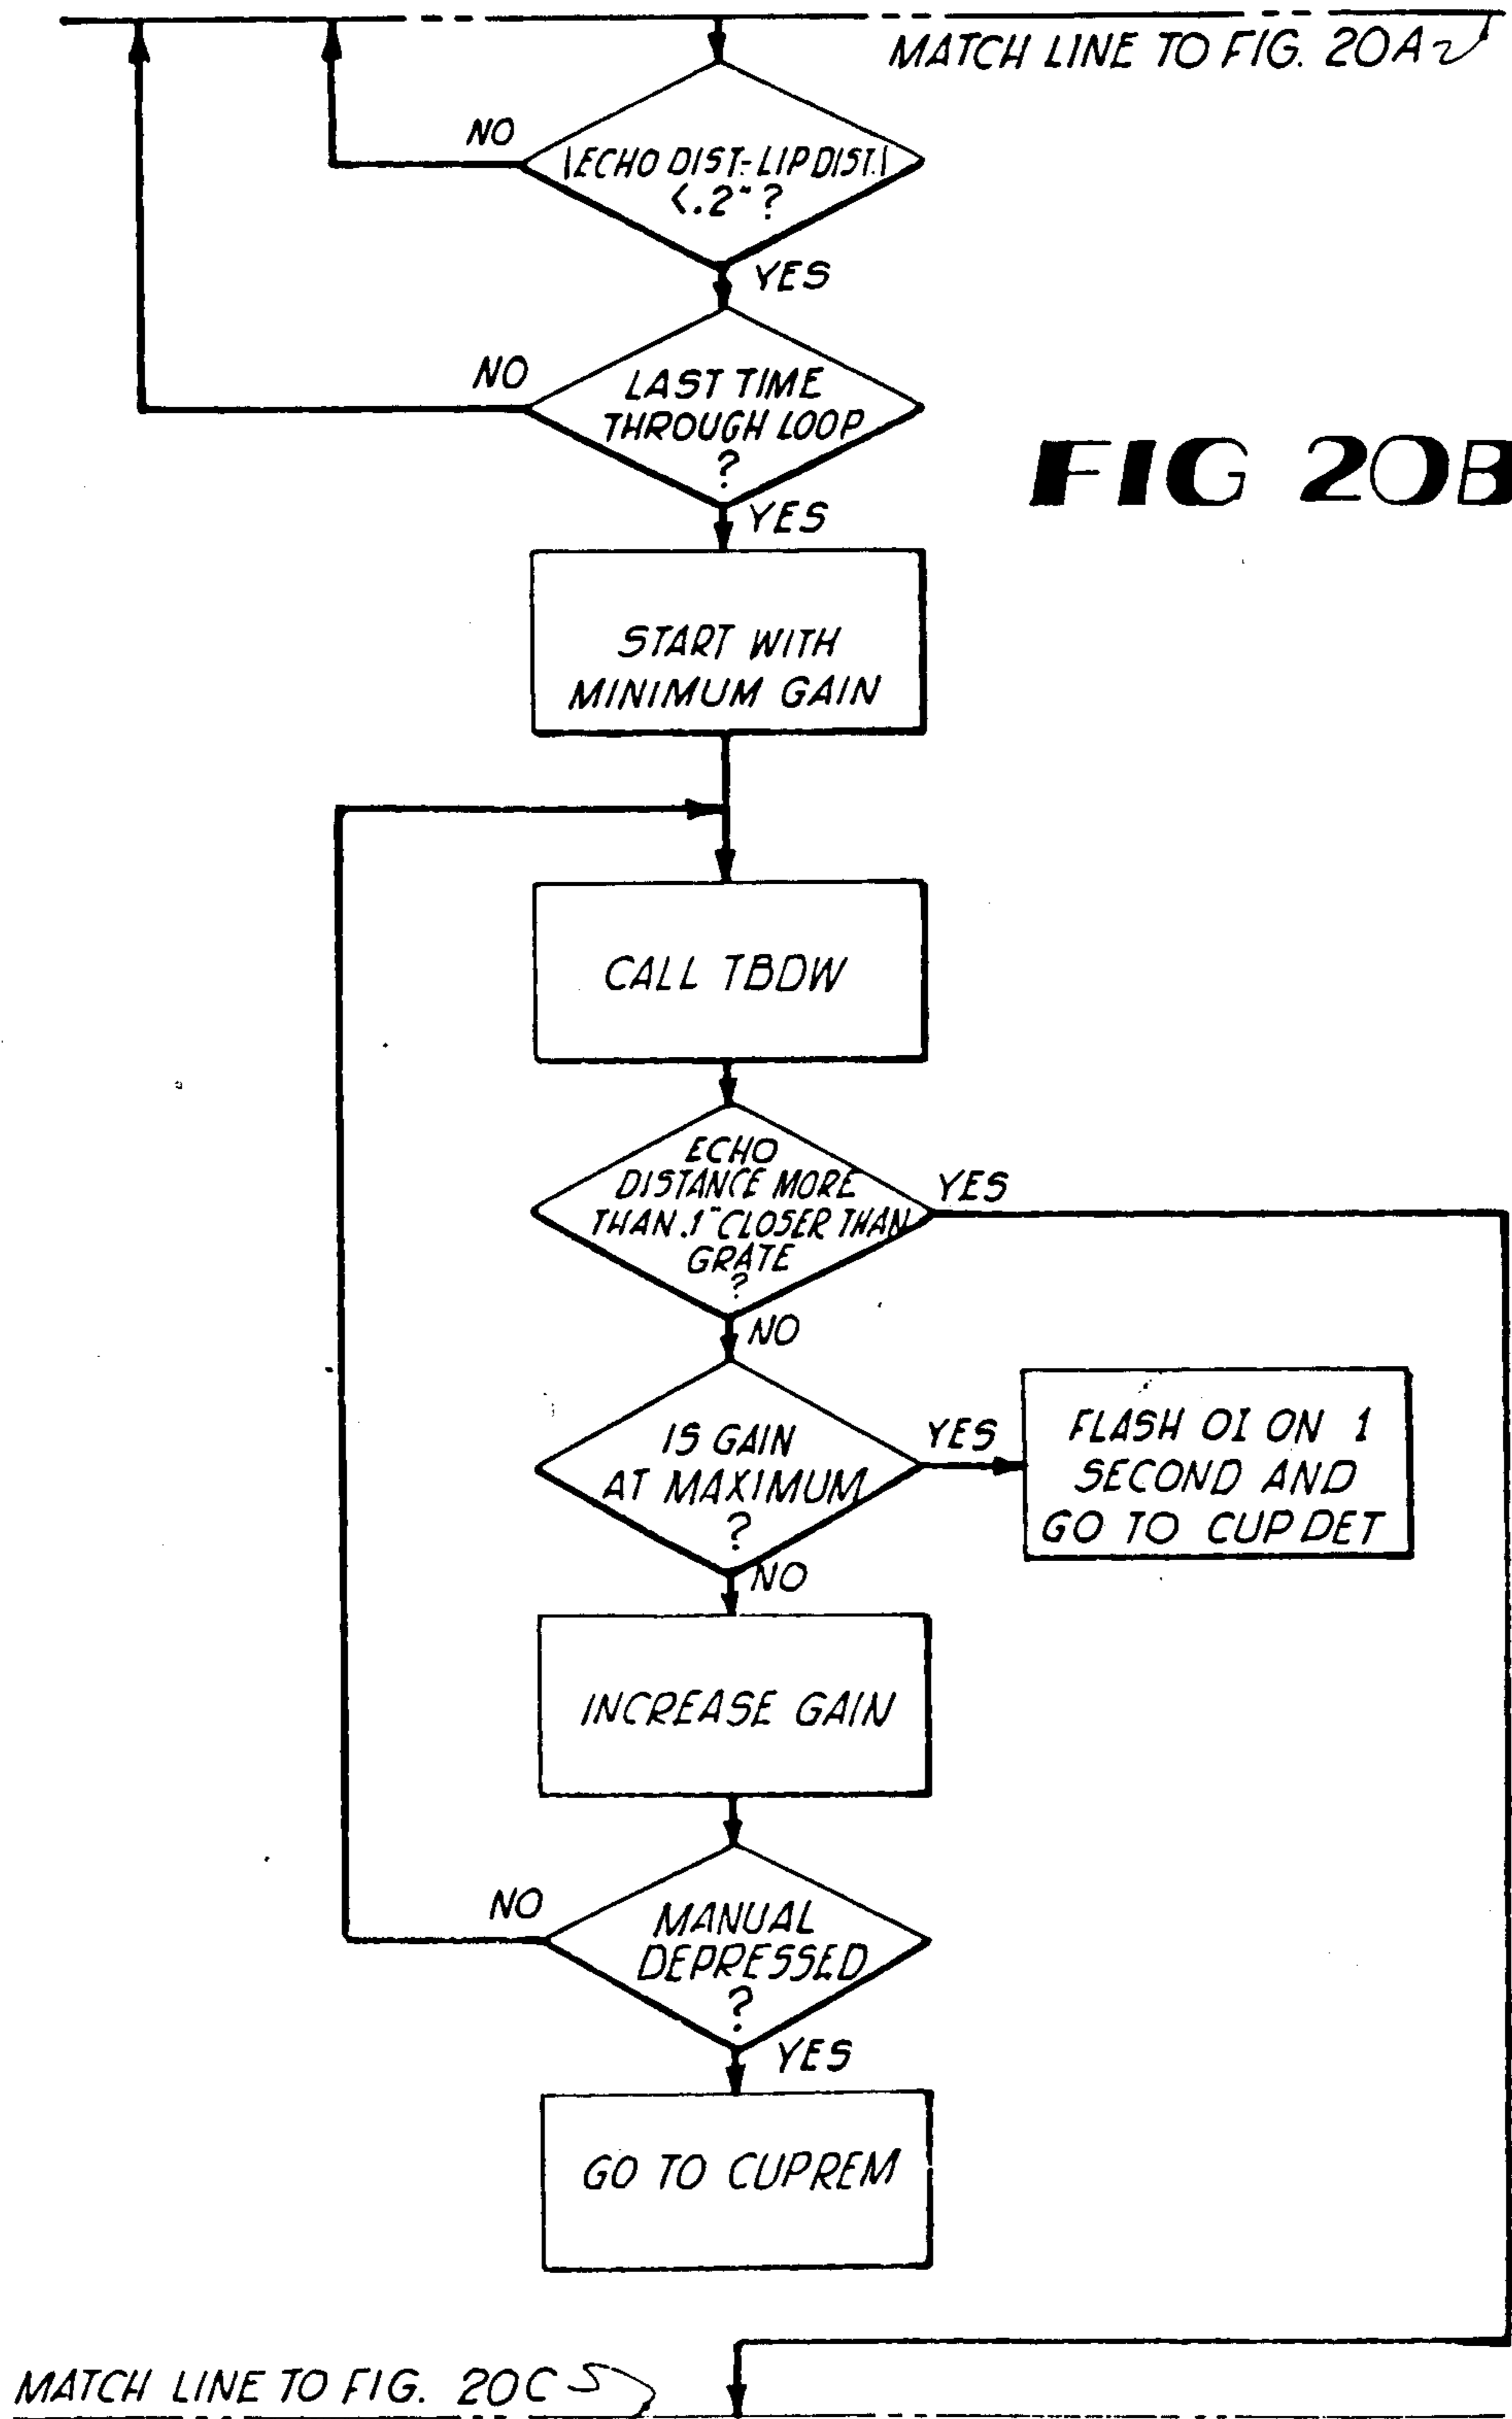 MATCH LINE TO FIG. 20A
NO
|ECHO DIST.-LIP DIST.|
<.2" ?
YES
NO
LAST TIME
THROUGH LOOP
?
YES
FIG 20B
START WITH
MINIMUM GAIN
CALL TBDW
ECHO
DISTANCE MORE
THAN .1" CLOSER THAN
GRATE
?
YES
NO
IS GAIN
AT MAXIMUM
?
YES
FLASH OI ON 1
SECOND AND
GO TO CUP DET
NO
INCREASE GAIN
NO
MANUAL
DEPRESSED
?
YES
GO TO CUPREM
MATCH LINE TO FIG. 20C